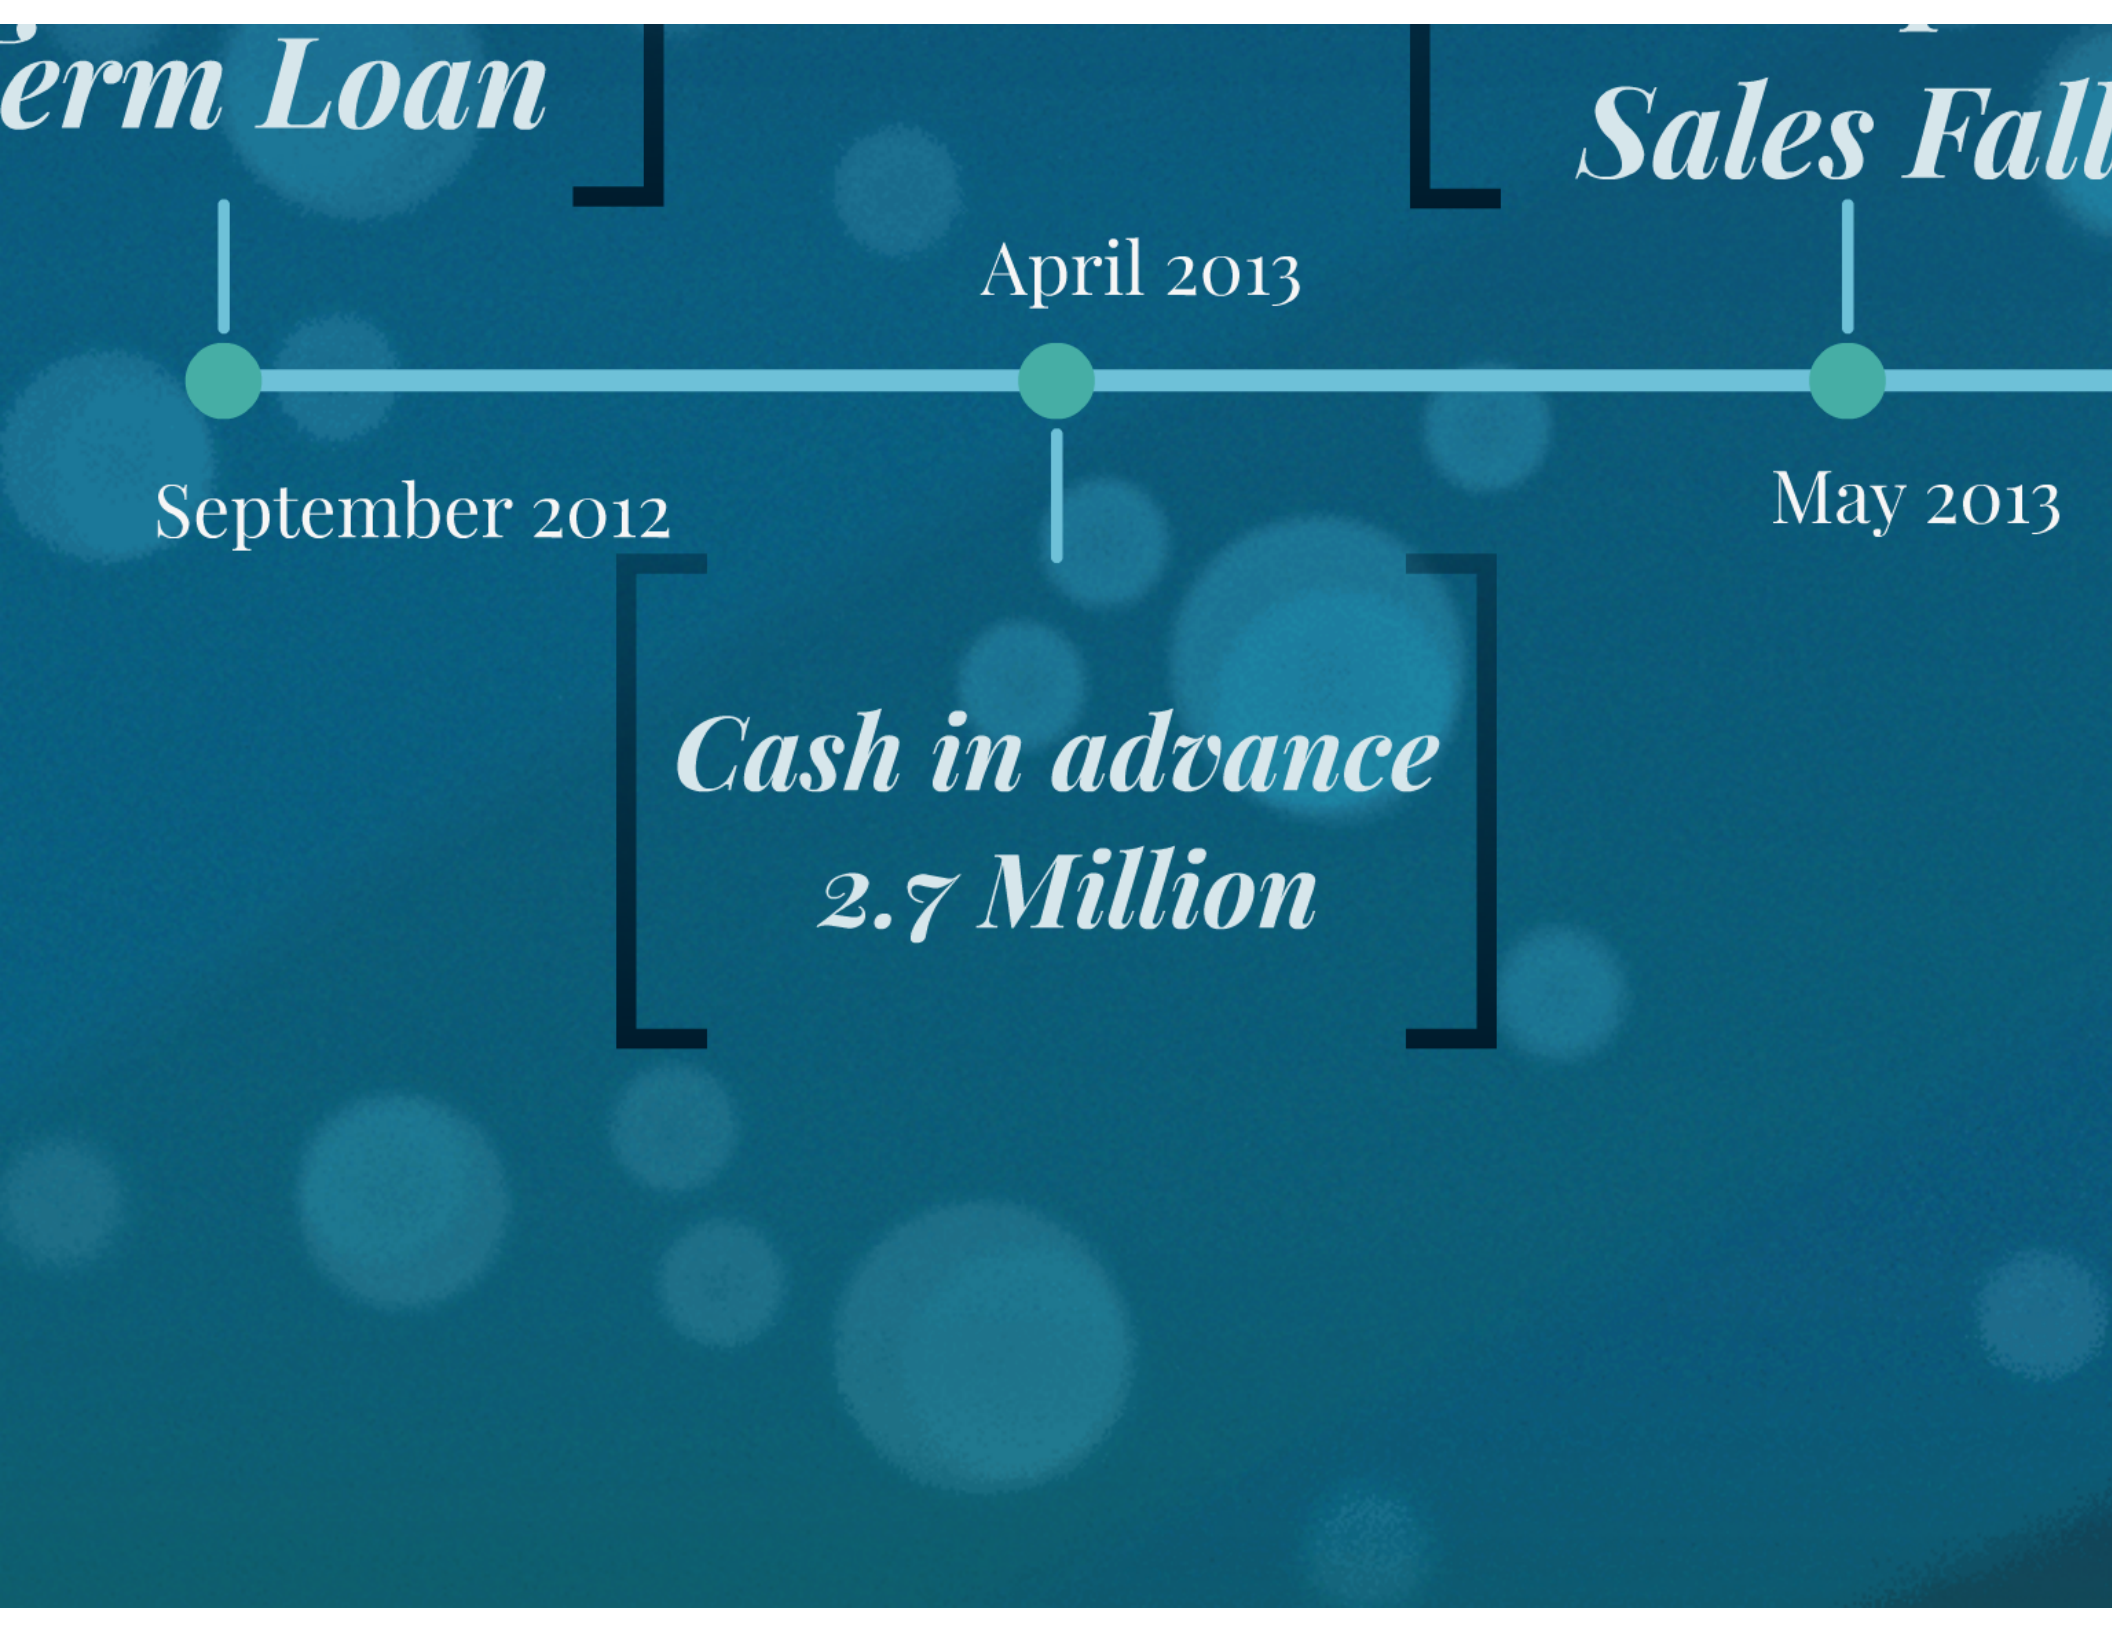 erm Loan
Sales Fall
April 2013
September 2012
May 2013
Cash in advance
2.7 Million